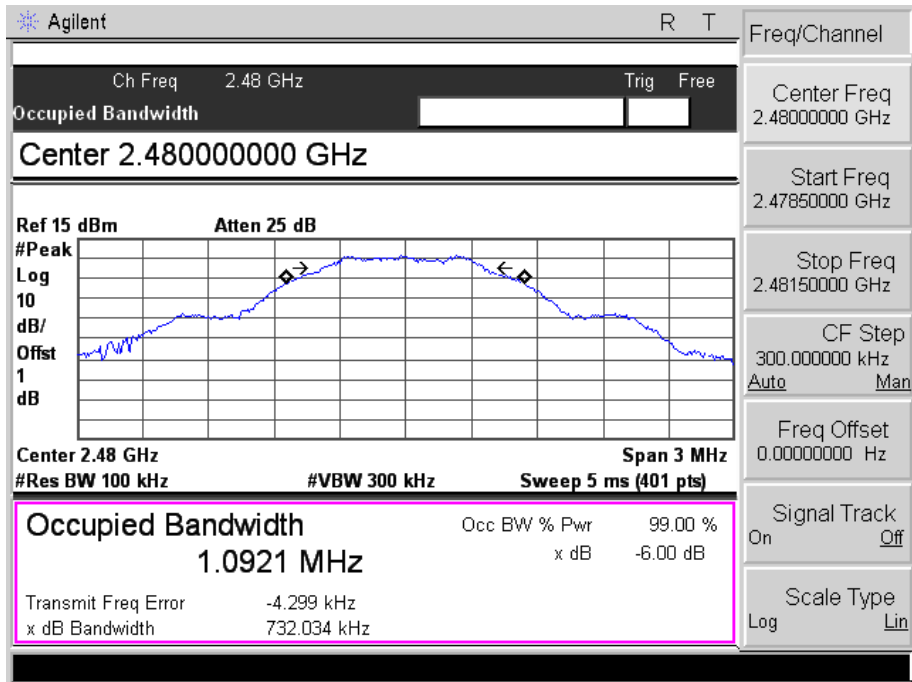 Agilent R T
Ch Freq 2.48 GHz Trig Free
Occupied Bandwidth
Center 2.480000000 GHz
Ref 15 dBm Atten 25 dB
#Peak
Log
10
dB/
Offst
1
dB
Center 2.48 GHz Span 3 MHz
#Res BW 100 kHz #VBW 300 kHz Sweep 5 ms (401 pts)
Occupied Bandwidth
1.0921 MHz
Occ BW % Pwr 99.00 %
x dB -6.00 dB
Transmit Freq Error -4.299 kHz
x dB Bandwidth 732.034 kHz
Freq/Channel
Center Freq
2.48000000 GHz
Start Freq
2.47850000 GHz
Stop Freq
2.48150000 GHz
CF Step
300.000000 kHz
Auto Man
Freq Offset
0.00000000 Hz
Signal Track
On Off
Scale Type
Log Lin